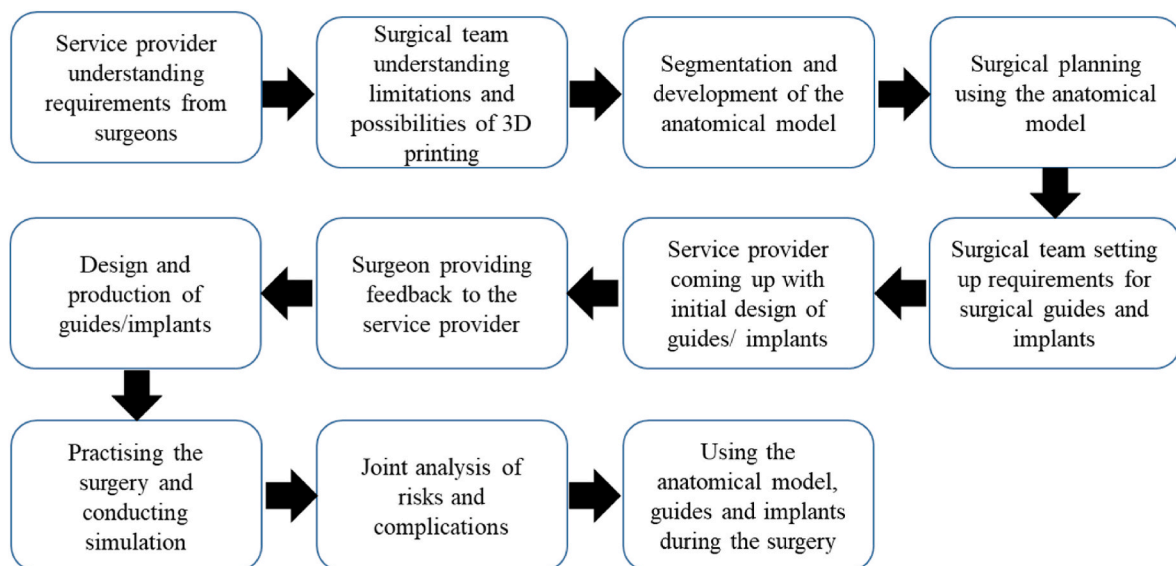 Service provider
understanding
requirements from
surgeons
Surgical team
understanding
limitations and
possibilities of 3D
printing
Segmentation and
development of the
anatomical model
Surgical planning
using the anatomical
model
Surgical team setting
up requirements for
surgical guides and
implants
Service provider
coming up with
initial design of
guides/ implants
Surgeon providing
feedback to the
service provider
Design and
production of
guides/implants
Practising the
surgery and
conducting
simulation
Joint analysis of
risks and
complications
Using the
anatomical model,
guides and implants
during the surgery